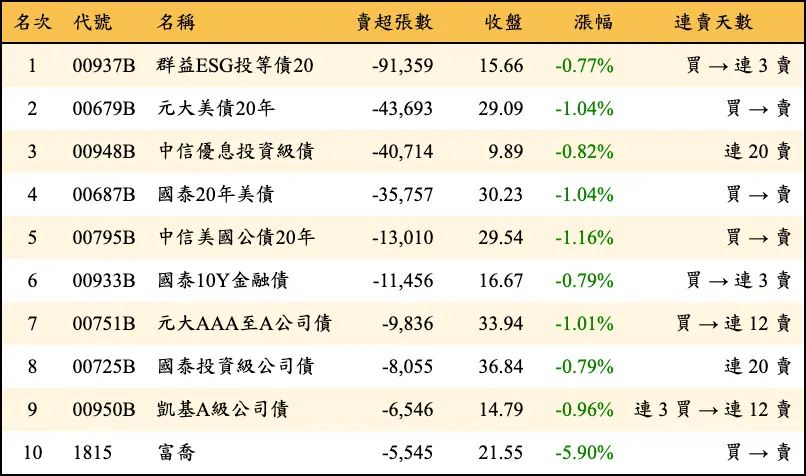 名次 代號 名稱 賣超張數 收盤 漲幅 連賣天數
1 00937B 群益ESG投等債20 -91,359 15.66 -0.77% 買 → 連 3 賣
2 00679B 元大美債20年 -43,693 29.09 -1.04% 買 → 賣
3 00948B 中信優息投資級債 -40,714 9.89 -0.82% 連 20 賣
4 00687B 國泰20年美債 -35,757 30.23 -1.04% 買 → 賣
5 00795B 中信美國公債20年 -13,010 29.54 -1.16% 買 → 賣
6 00933B 國泰10Y金融債 -11,456 16.67 -0.79% 買 → 連 3 賣
7 00751B 元大AAA至A公司債 -9,836 33.94 -1.01% 買 → 連 12 賣
8 00725B 國泰投資級公司債 -8,055 36.84 -0.79% 連 20 賣
9 00950B 凱基A級公司債 -6,546 14.79 -0.96% 連 3 買 → 連 12 賣
10 1815 富喬 -5,545 21.55 -5.90% 買 → 賣